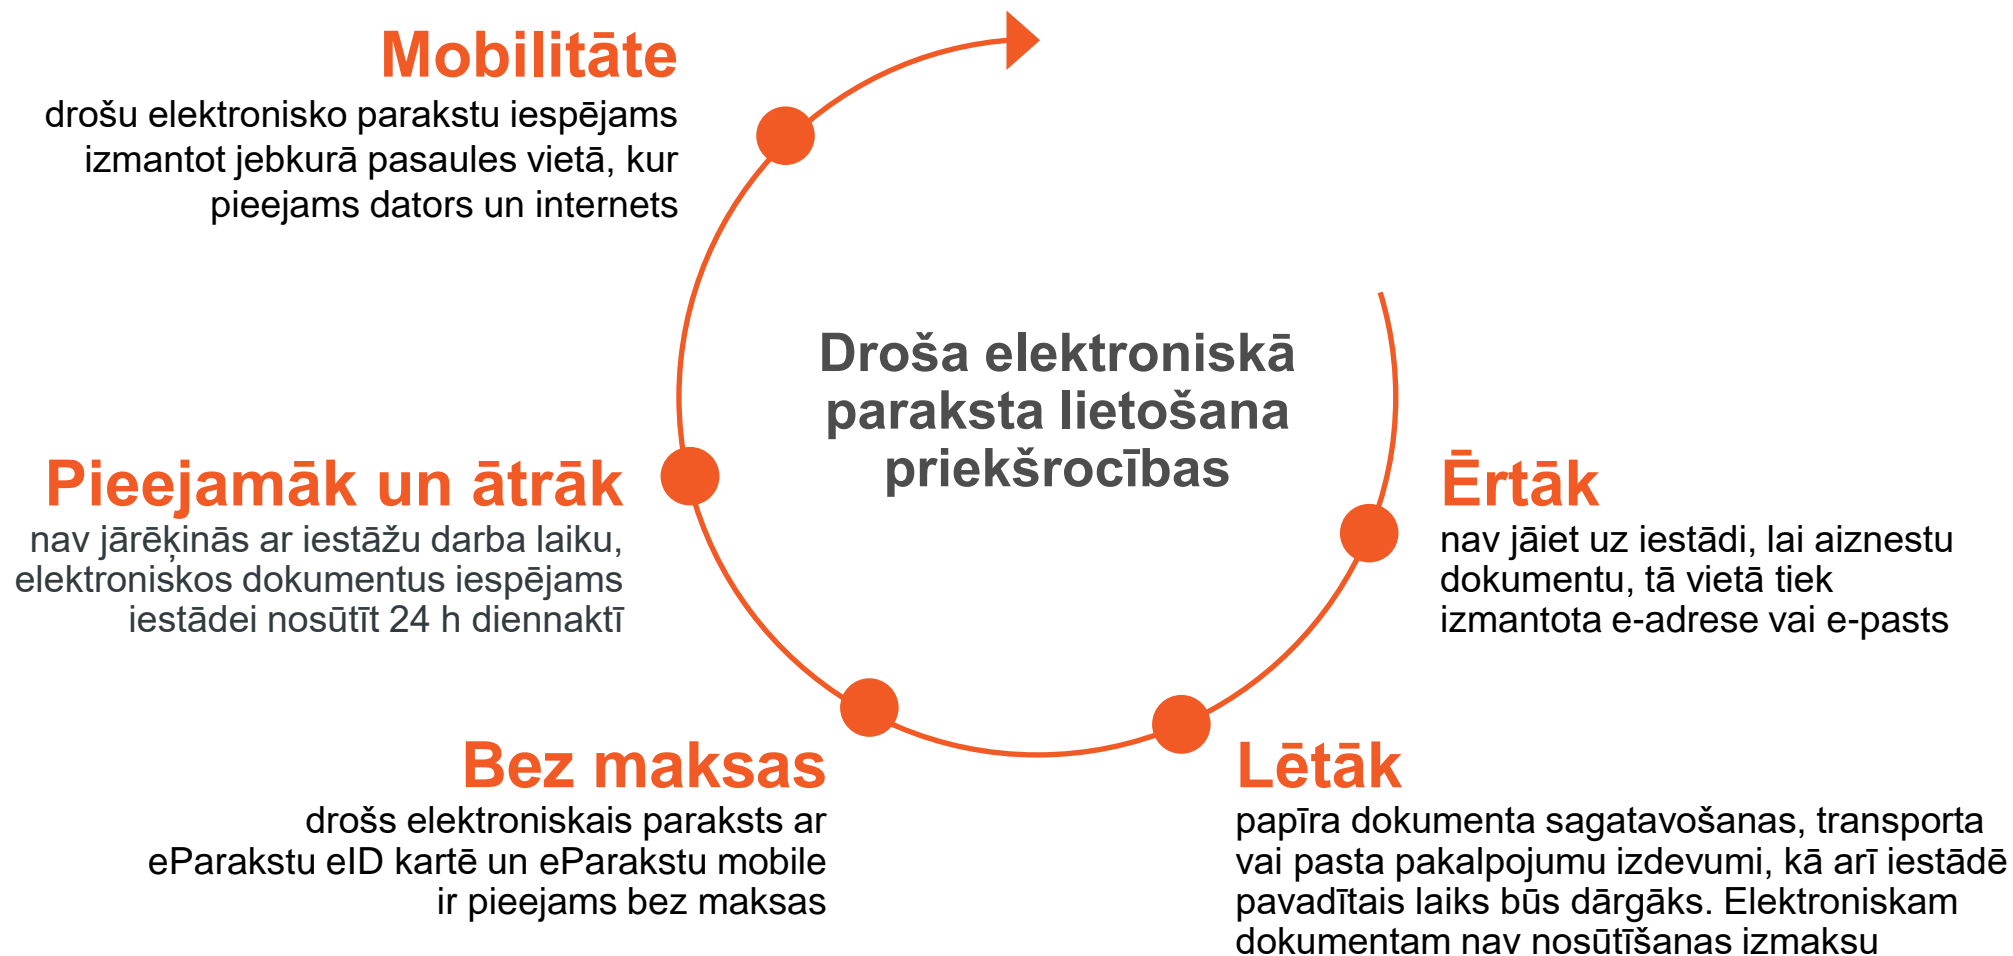 Mobilitāte
drošu elektronisko parakstu iespējams
izmantot jebkurā pasaules vietā, kur
pieejams dators un internets
Droša elektroniskā
paraksta lietošana
priekšrocības
Pieejamāk un ātrāk
nav jārēķinās ar iestāžu darba laiku,
elektroniskos dokumentus iespējams
iestādei nosūtīt 24 h diennaktī
Ērtāk
nav jāiet uz iestādi, lai aiznestu
dokumentu, tā vietā tiek
izmantota e-adrese vai e-pasts
Bez maksas
drošs elektroniskais paraksts ar
eParakstu eID kartē un eParakstu mobile
ir pieejams bez maksas
Lētāk
papīra dokumenta sagatavošanas, transporta
vai pasta pakalpojumu izdevumi, kā arī iestādē
pavadītais laiks būs dārgāks. Elektroniskam
dokumentam nav nosūtīšanas izmaksu